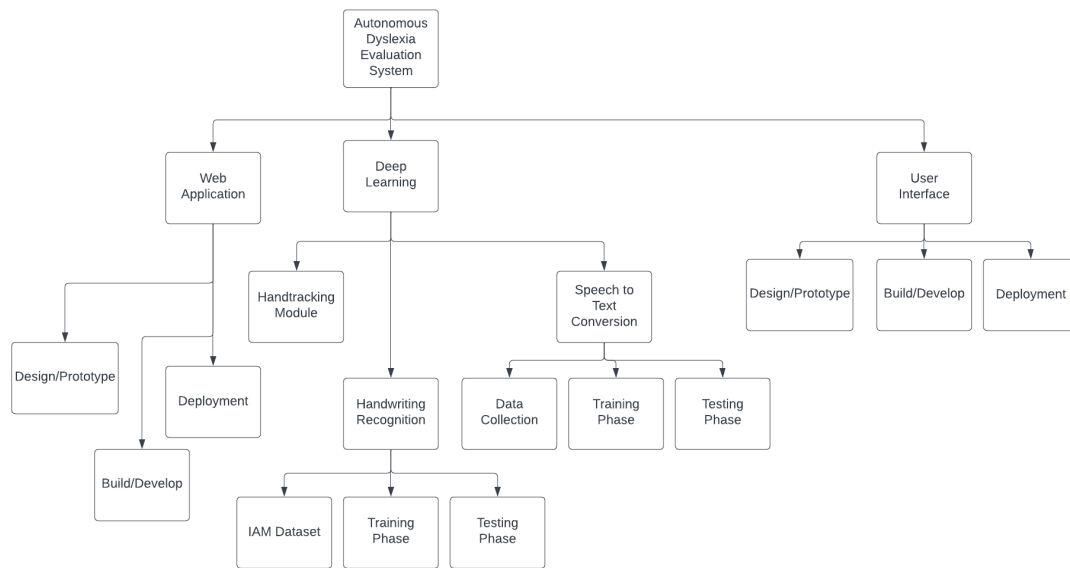 Autonomous
Dyslexia
Evaluation
System
Web
Application
Deep
Learning
User
Interface
Handtracking
Module
Speech to
Text
Conversion
Design/Prototype
Build/Develop
Deployment
Design/Prototype
Deployment
Handwriting
Recognition
Data
Collection
Training
Phase
Testing
Phase
Build/Develop
IAM Dataset
Training
Phase
Testing
Phase